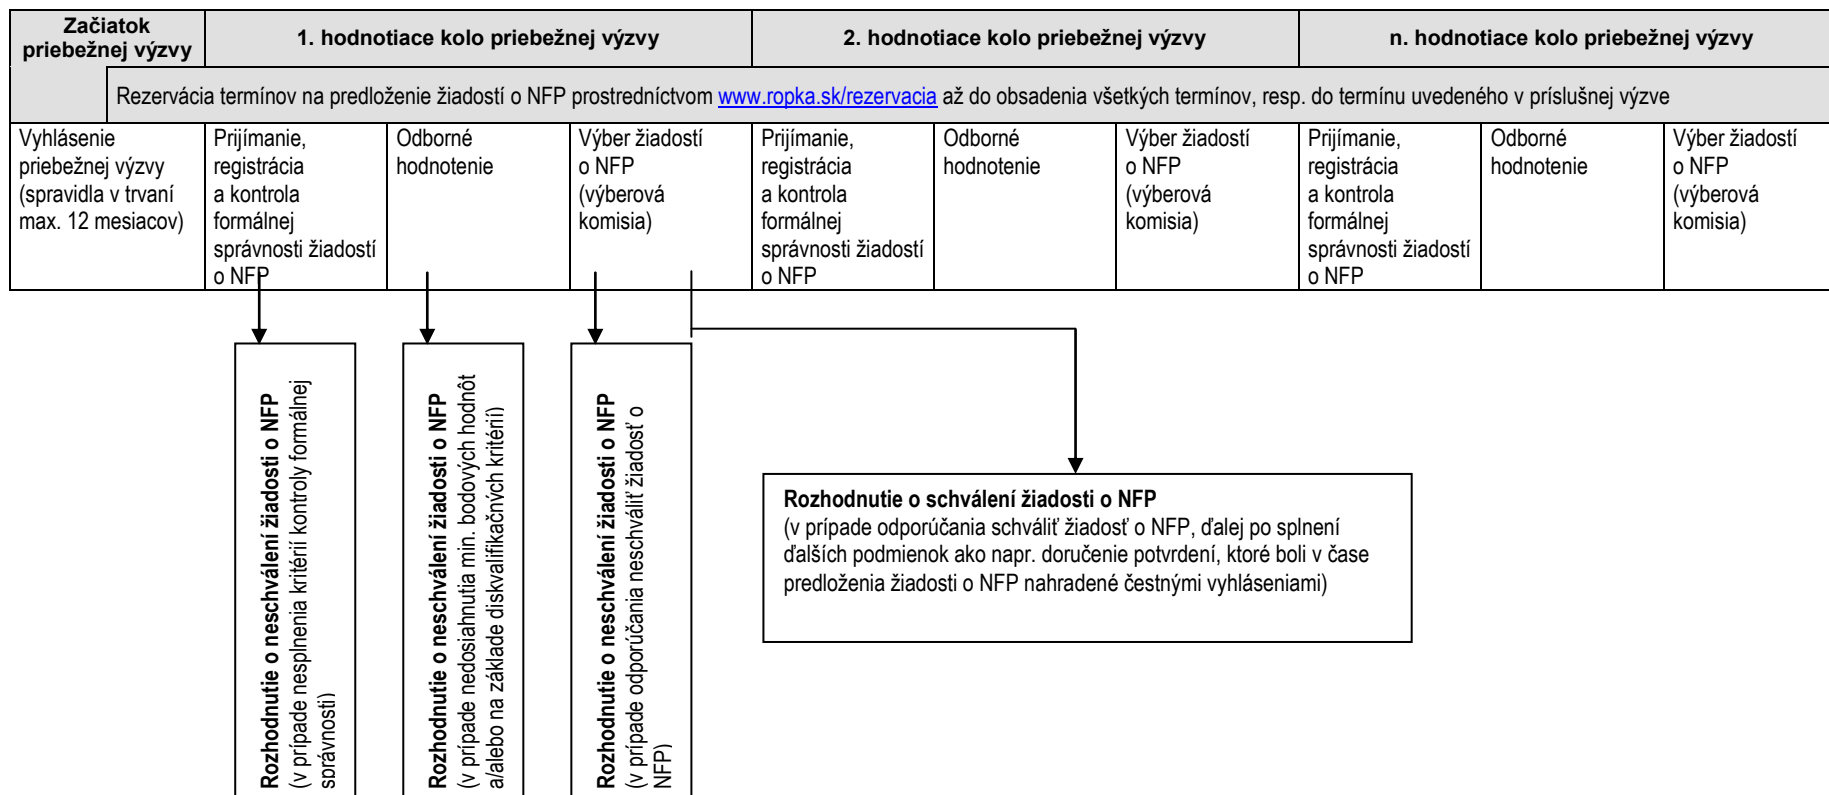 Začiatok
priebežnej výzvy
1. hodnotiace kolo priebežnej výzvy
2. hodnotiace kolo priebežnej výzvy
n. hodnotiace kolo priebežnej výzvy
Rezervácia termínov na predloženie žiadostí o NFP prostredníctvom www.ropka.sk/rezervacia až do obsadenia všetkých termínov, resp. do termínu uvedeného v príslušnej výzve
Vyhlásenie
priebežnej výzvy
(spravidla v trvaní
max. 12 mesiacov)
Prijímanie,
registrácia
a kontrola
formálnej
správnosti žiadostí
o NFP
Odborné
hodnotenie
Výber žiadostí
o NFP
(výberová
komisia)
Prijímanie,
registrácia
a kontrola
formálnej
správnosti žiadostí
o NFP
Odborné
hodnotenie
Výber žiadostí
o NFP
(výberová
komisia)
Prijímanie,
registrácia
a kontrola
formálnej
správnosti žiadostí
o NFP
Odborné
hodnotenie
Výber žiadostí
o NFP
(výberová
komisia)
Rozhodnutie o neschválení žiadosti o NFP
(v prípade nesplnenia kritérií kontroly formálnej
správnosti)
Rozhodnutie o neschválení žiadosti o NFP
(v prípade nedosiahnutia min. bodových hodnôt
a/alebo na základe diskvalifikačných kritérií)
Rozhodnutie o neschválení žiadosti o NFP
(v prípade odporúčania neschváliť žiadosť o
NFP)
Rozhodnutie o schválení žiadosti o NFP
(v prípade odporúčania schváliť žiadosť o NFP, ďalej po splnení
ďalších podmienok ako napr. doručenie potvrdení, ktoré boli v čase
predloženia žiadosti o NFP nahradené čestnými vyhláseniami)